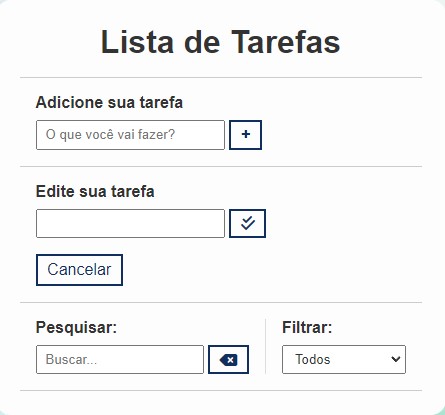 Lista de Tarefas
Adicione sua tarefa
O que você vai fazer?
+
Edite sua tarefa
Cancelar
Pesquisar:
Filtrar:
Buscar...
Todos